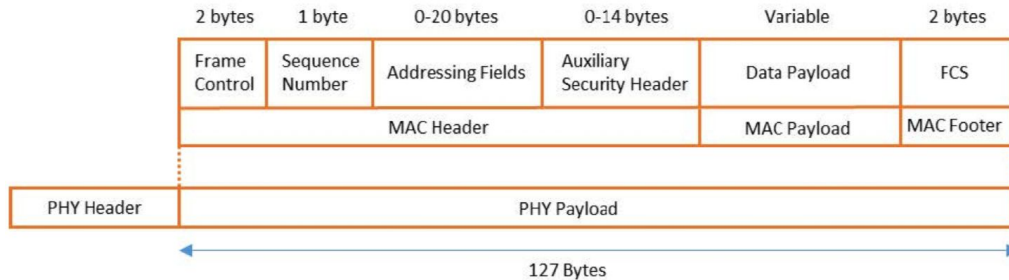 2 bytes 1 byte 0-20 bytes 0-14 bytes Variable 2 bytes
Frame Control
Sequence Number
Addressing Fields
Auxiliary Security Header
Data Payload
FCS
MAC Header
MAC Payload
MAC Footer
PHY Header
PHY Payload
127 Bytes